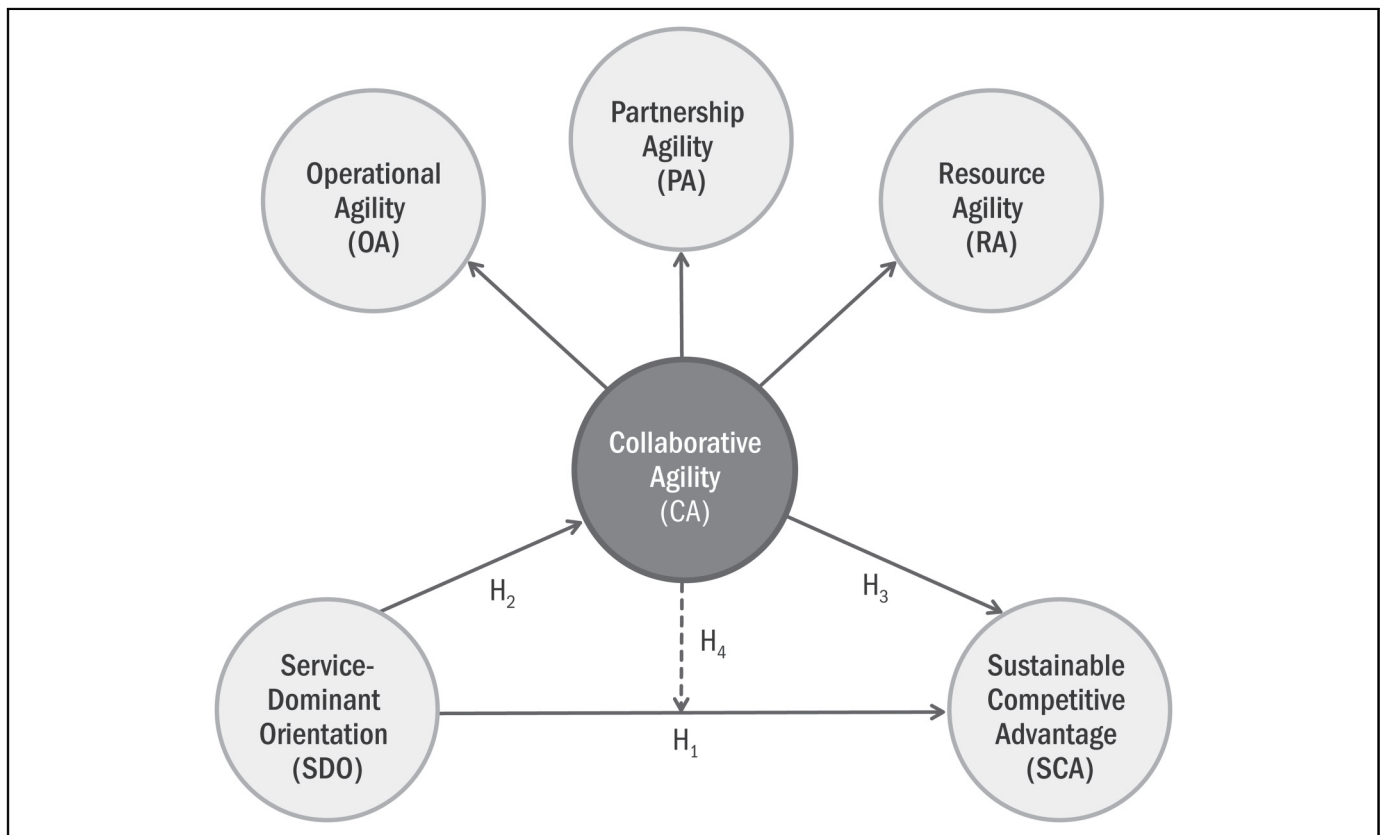 Partnership
Agility
(PA)
Operational
Agility
(OA)
Resource
Agility
(RA)
Collaborative
Agility
(CA)
H₂
H₃
H₄
Service-
Dominant
Orientation
(SDO)
H₁
Sustainable
Competitive
Advantage
(SCA)